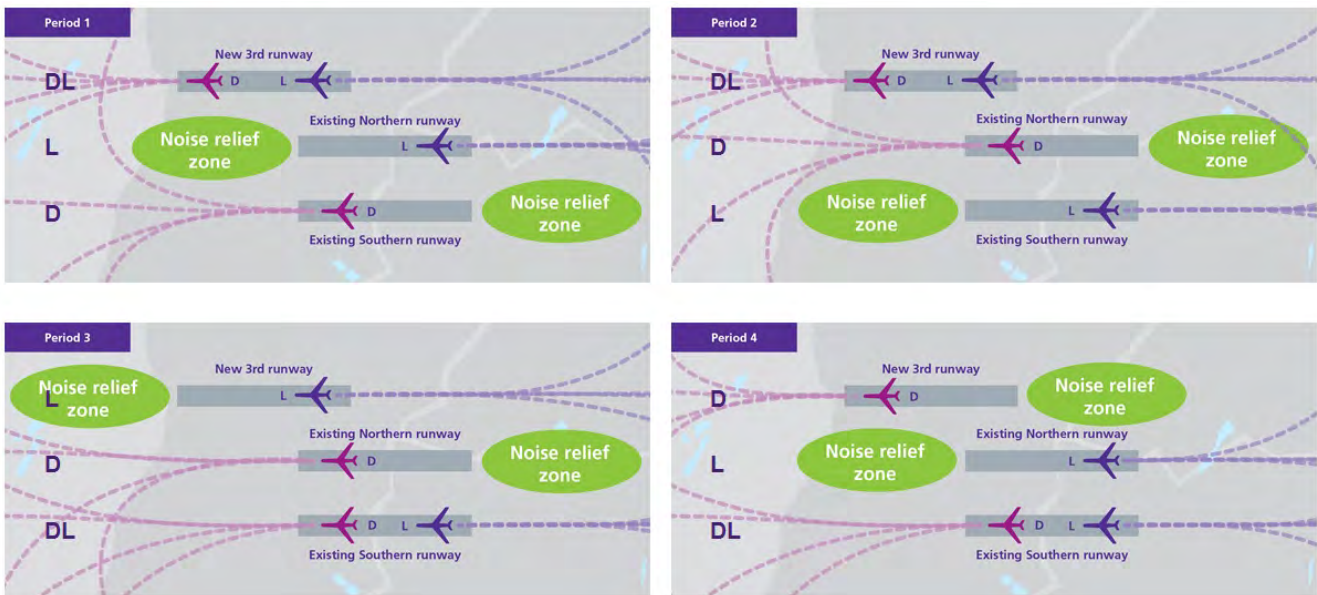 Period 1
New 3rd runway
DL
D L
Existing Northern runway
Noise relief
zone
L
L
D
D
Noise relief
zone
Existing Southern runway
Period 2
New 3rd runway
DL
D L
Existing Northern runway
D
D
Noise relief
zone
Noise relief
zone
L
L
Existing Southern runway
Period 3
New 3rd runway
Noise relief
L
zone
L
Existing Northern runway
D
D
Noise relief
zone
DL
D L
Existing Southern runway
Period 4
New 3rd runway
D
D
Noise relief
zone
Existing Northern runway
Noise relief
zone
L
L
DL
D L
Existing Southern runway